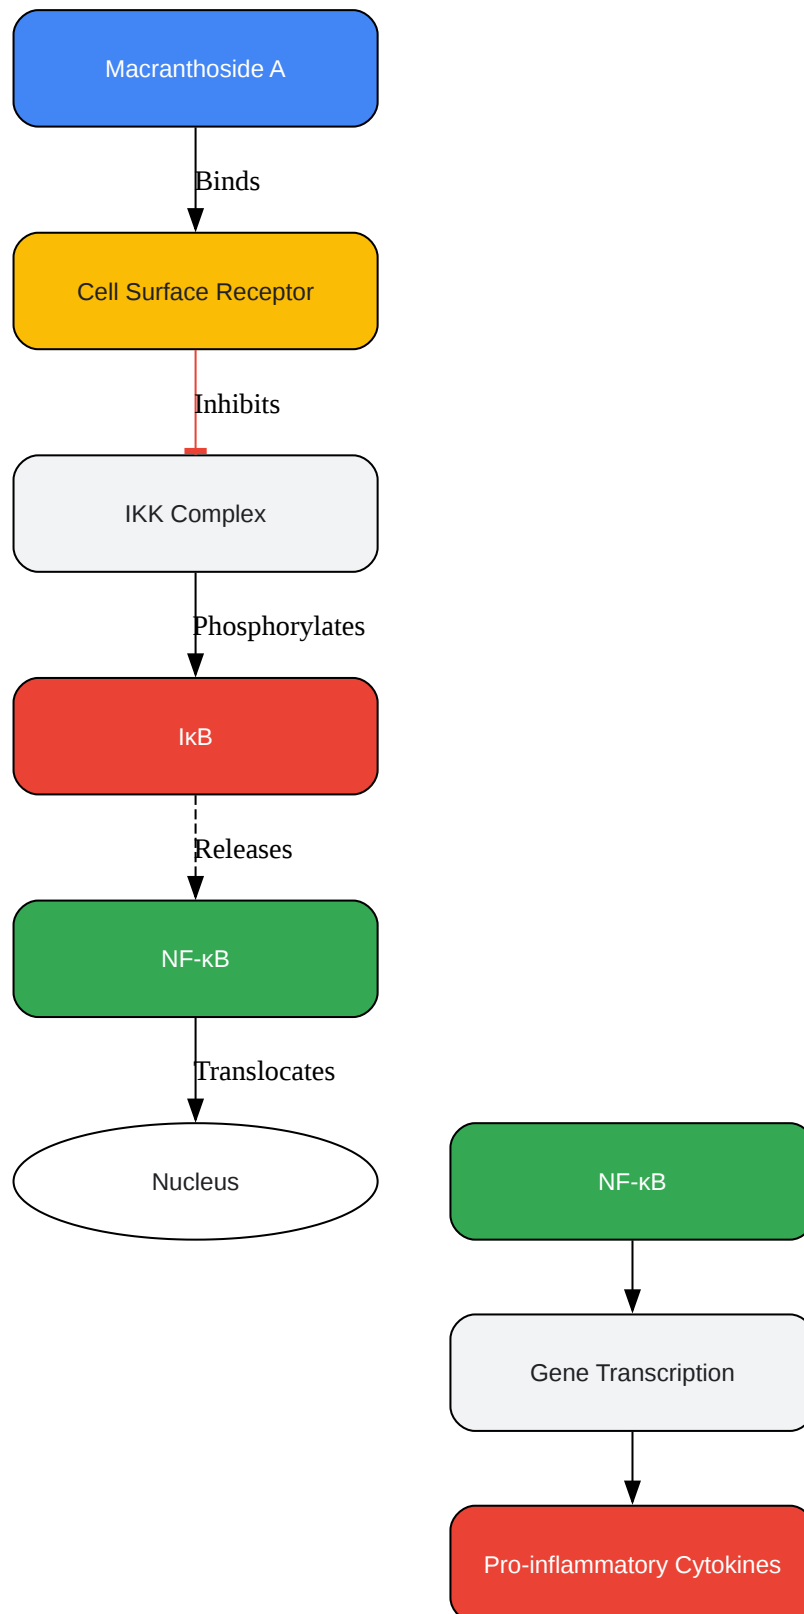 Macranthoside A
Binds
Cell Surface Receptor
Inhibits
IKK Complex
Phosphorylates
IκB
Releases
NF-κB
Translocates
Nucleus
NF-κB
Gene Transcription
Pro-inflammatory Cytokines